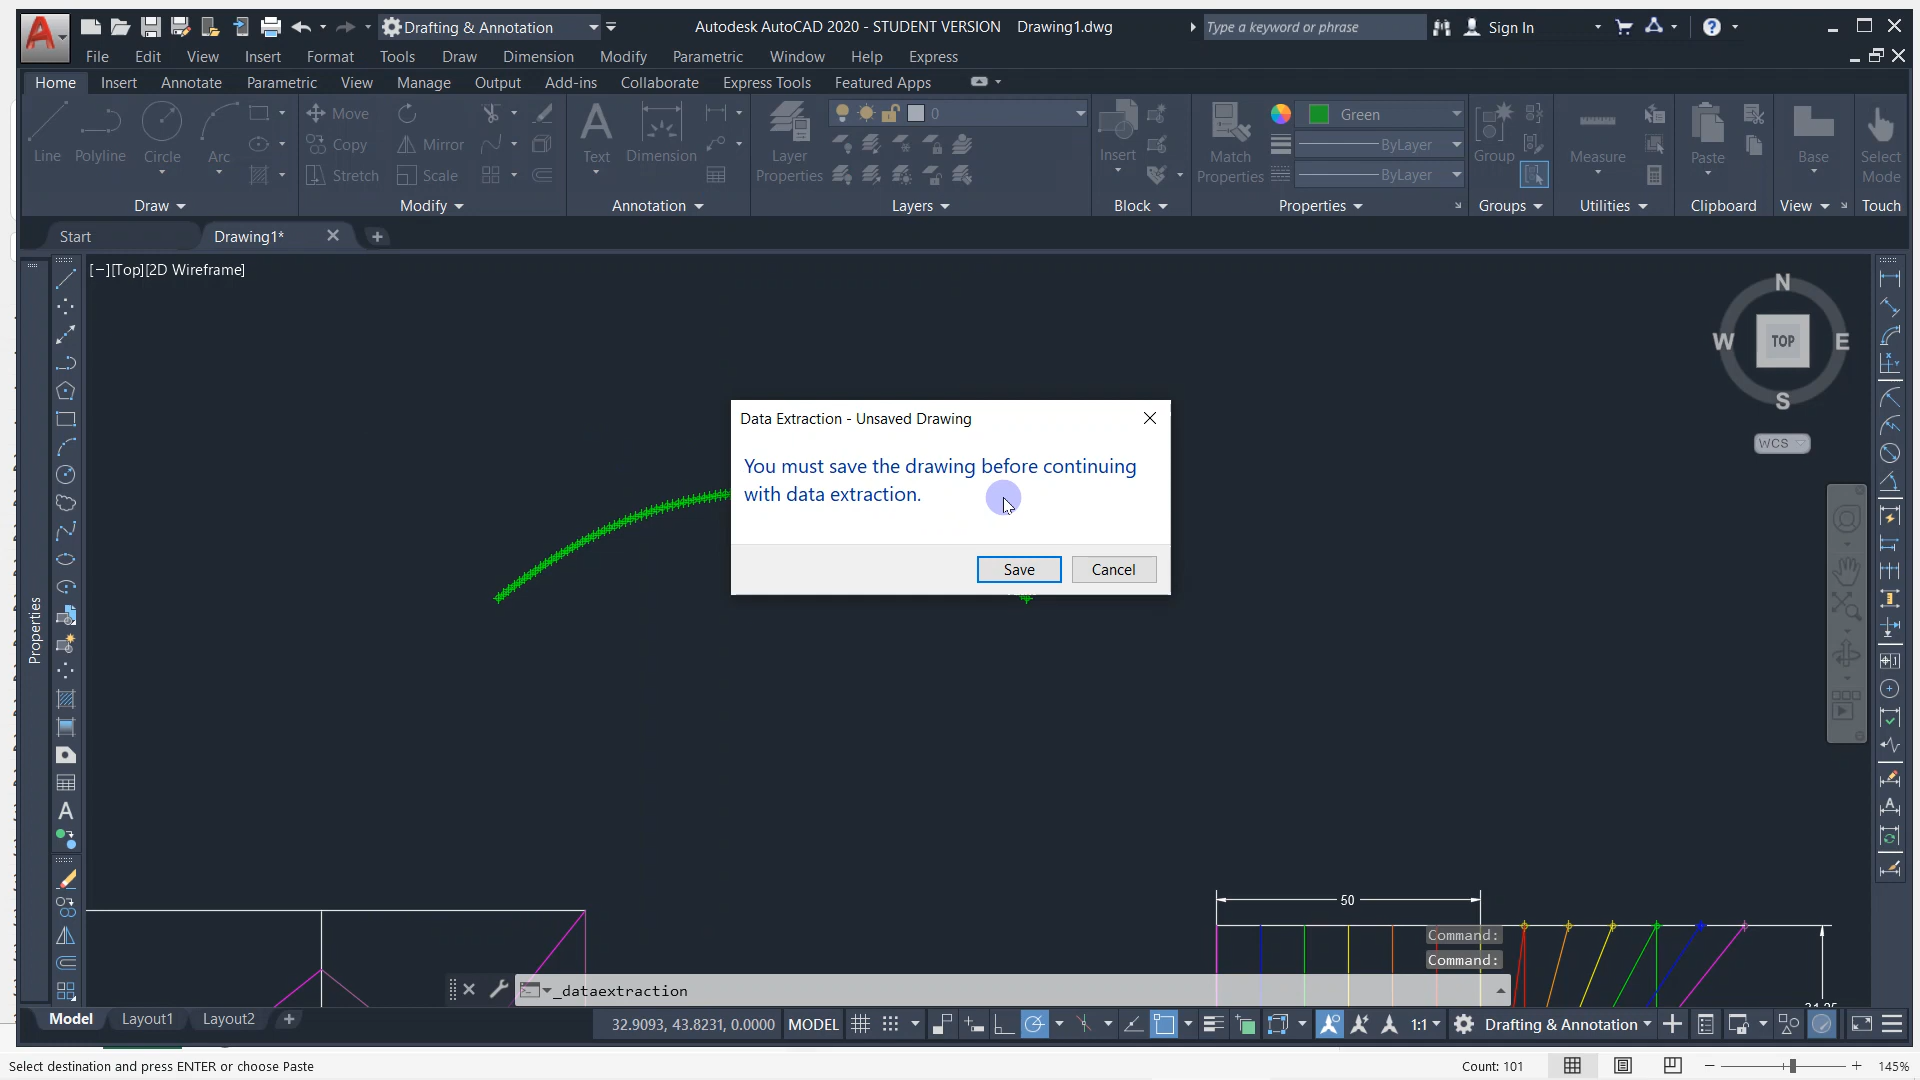 Drafting & Annotation
Autodesk AutoCAD 2020 - STUDENT VERSION Drawing1.dwg
Type a keyword or phrase
Sign In
File Edit View Insert Format Tools Draw Dimension Modify Parametric Window Help Express
Home Insert Annotate Parametric View Manage Output Add-ins Collaborate Express Tools Featured Apps
Line Polyline Circle Arc
Move
Copy Mirror
Stretch Scale
Text Dimension
Layer
Properties
0
Insert
Match
Properties
Green
ByLayer
ByLayer
Group
Measure
Paste
Base
Select
Mode
Draw Modify Annotation Layers Block Properties Groups Utilities Clipboard View Touch
Start Drawing1*
[−][Top][2D Wireframe]
N
W TOP E
S
WCS
Properties
Data Extraction - Unsaved Drawing
You must save the drawing before continuing
with data extraction.
Save Cancel
50
31.25
Command:
Command:
_dataextraction
Model Layout1 Layout2
32.9093, 43.8231, 0.0000 MODEL
1:1
Drafting & Annotation
Select destination and press ENTER or choose Paste
Count: 101
145%